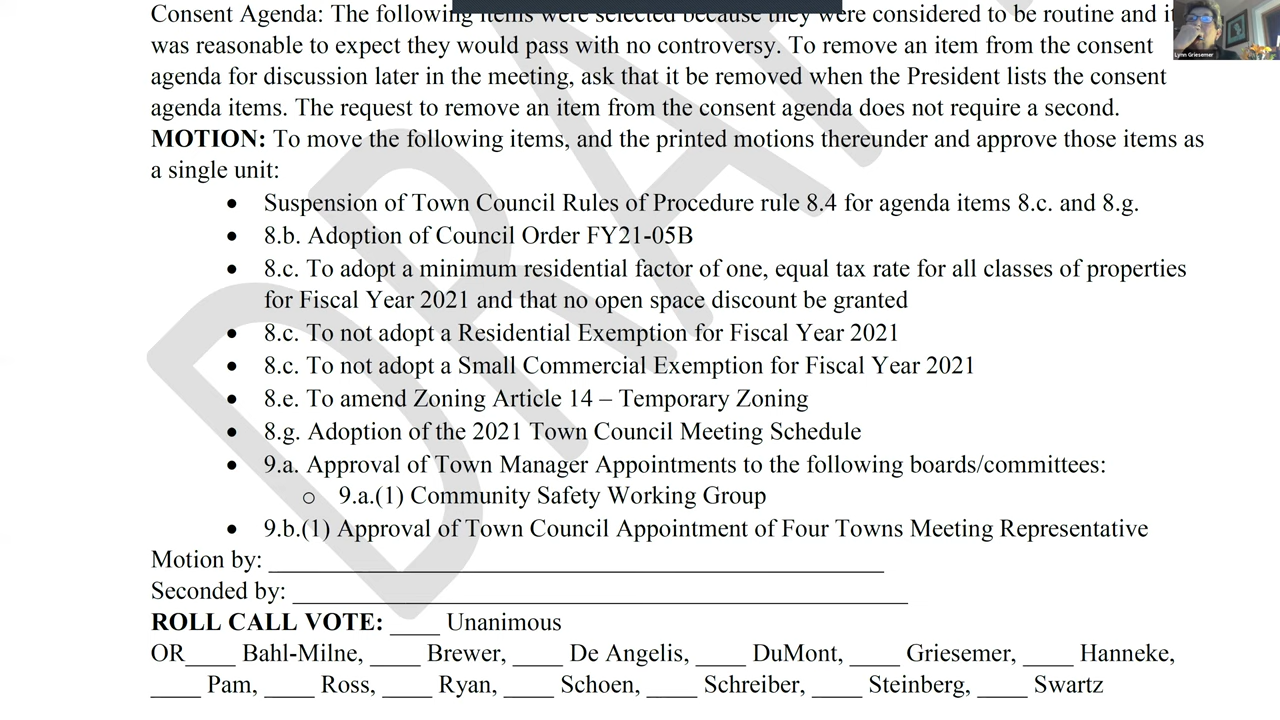 Consent Agenda: The following items were selected because they were considered to be routine and it
was reasonable to expect they would pass with no controversy. To remove an item from the consent
agenda for discussion later in the meeting, ask that it be removed when the President lists the consent
agenda items. The request to remove an item from the consent agenda does not require a second.
MOTION: To move the following items, and the printed motions thereunder and approve those items as
a single unit:
• Suspension of Town Council Rules of Procedure rule 8.4 for agenda items 8.c. and 8.g.
• 8.b. Adoption of Council Order FY21-05B
• 8.c. To adopt a minimum residential factor of one, equal tax rate for all classes of properties
for Fiscal Year 2021 and that no open space discount be granted
• 8.c. To not adopt a Residential Exemption for Fiscal Year 2021
• 8.c. To not adopt a Small Commercial Exemption for Fiscal Year 2021
• 8.e. To amend Zoning Article 14 – Temporary Zoning
• 8.g. Adoption of the 2021 Town Council Meeting Schedule
• 9.a. Approval of Town Manager Appointments to the following boards/committees:
o 9.a.(1) Community Safety Working Group
• 9.b.(1) Approval of Town Council Appointment of Four Towns Meeting Representative
Motion by: ____
Seconded by: ____
ROLL CALL VOTE: ____ Unanimous
OR____ Bahl-Milne, ____ Brewer, ____ De Angelis, ____ DuMont, ____ Griesemer, ____ Hanneke,
____ Pam, ____ Ross, ____ Ryan, ____ Schoen, ____ Schreiber, ____ Steinberg, ____ Swartz
DRAF
Lynn Griesemer